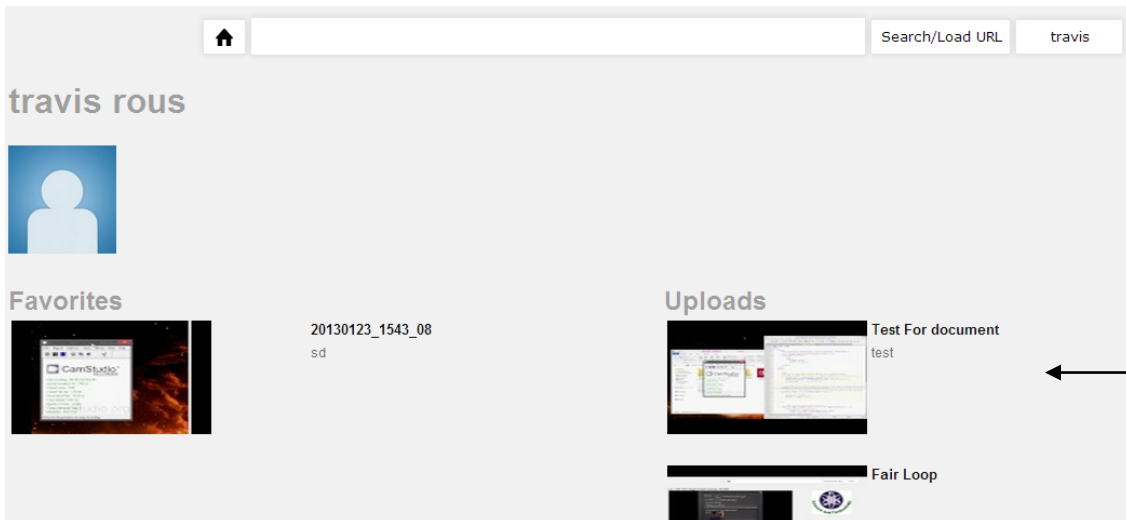 Search/Load URL
travis
travis rous
Favorites
20130123_1543_08
sd
CamStudio
Uploads
Test For document
test
Fair Loop